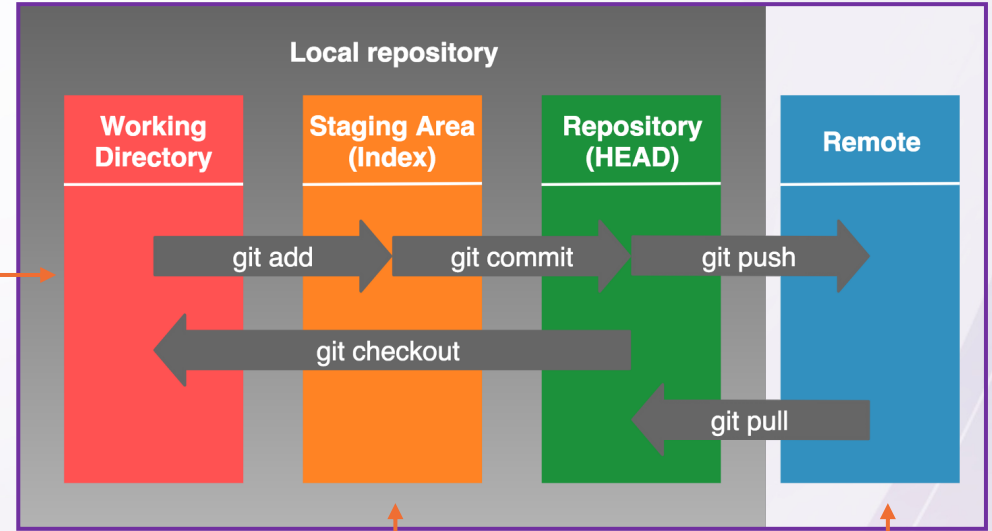 Local repository
Working
Directory
Staging Area
(Index)
Repository
(HEAD)
Remote
git add
git commit
git push
git checkout
git pull